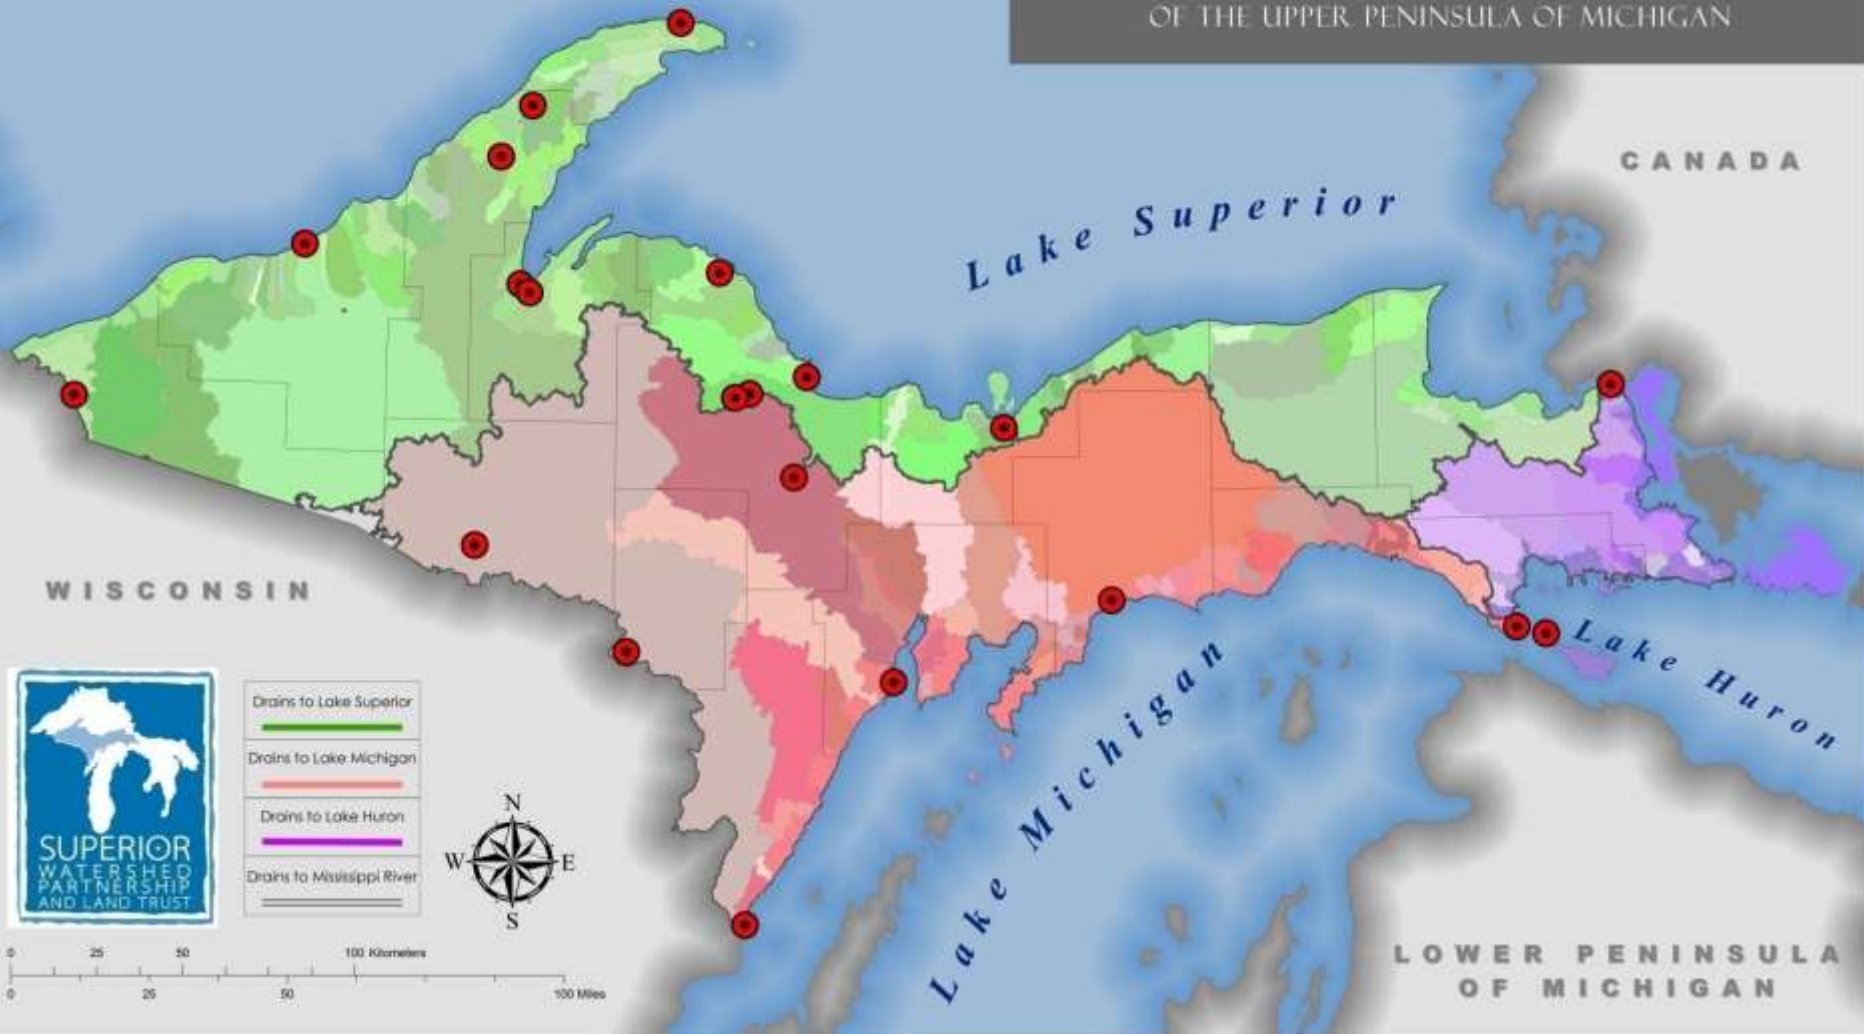 OF THE UPPER PENINSULA OF MICHIGAN
CANADA
Lake Superior
WISCONSIN
Lake Huron
Lake Michigan
Drains to Lake Superior
Drains to Lake Michigan
Drains to Lake Huron
Drains to Mississippi River
SUPERIOR
WATERSHED
PARTNERSHIP
AND LAND TRUST
N
W E
S
0 25 50 100 Kilometers
0 25 50 100 Miles
LOWER PENINSULA
OF MICHIGAN